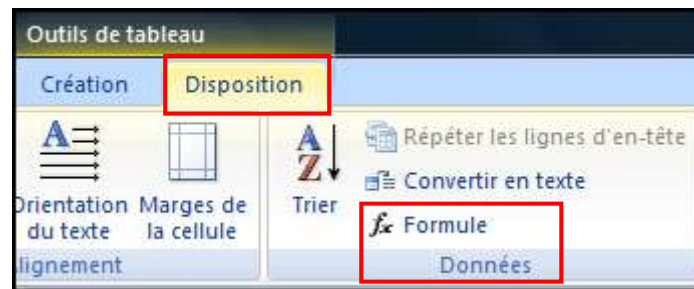 Outils de tableau
Création Disposition
Orientation du texte
Marges de la cellule
Trier
Répéter les lignes d'en-tête
Convertir en texte
fx Formule
lignement
Données